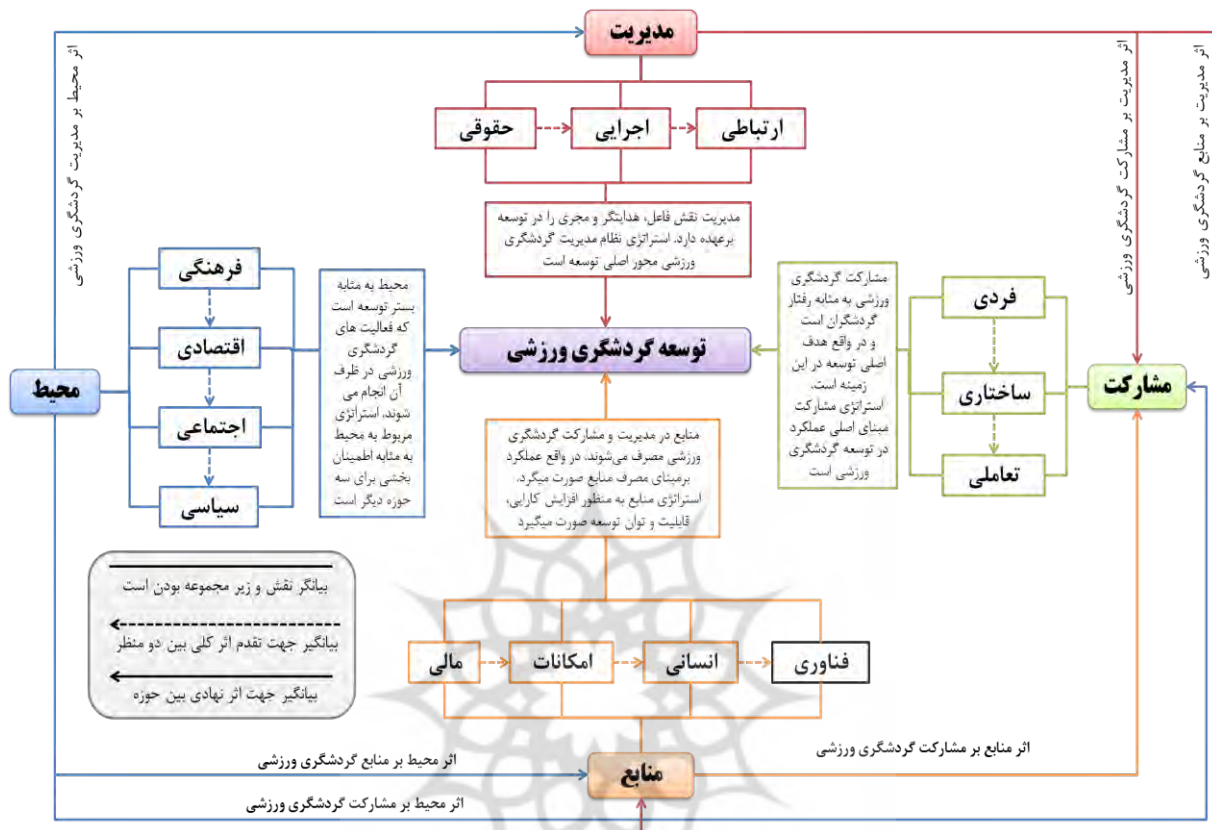 مدیریت
حقوقی
اجرایی
ارتباطی
مدیریت نقش فاعل، هدایتگر و مجری را در توسعه
برعهده دارد. استراتژی نظام مدیریت گردشگری
ورزشی محور اصلی توسعه است
توسعه گردشگری ورزشی
محیط
فرهنگی
اقتصادی
اجتماعی
سیاسی
محیط به مثابه
بستر توسعه است
که فعالیت های
گردشگری
ورزشی در ظرف
آن انجام می
شوند. استراتژی
مربوط به محیط
به مثابه اطمینان
بخشی برای سه
حوزه دیگر است
مشارکت
فردی
ساختاری
تعاملی
مشارکت گردشگری
ورزشی به مثابه رفتار
گردشگران است
و در واقع هدف
اصلی توسعه در این
زمینه است.
استراتژی مشارکت
مبنای اصلی عملکرد
در توسعه گردشگری
ورزشی است
منابع در مدیریت و مشارکت گردشگری
ورزشی مصرف می‌شوند. در واقع عملکرد
برمبنای مصرف منابع صورت میگرد.
استراتژی منابع به منظور افزایش کارایی،
قابلیت و توان توسعه صورت میگیرد
مالی
امکانات
انسانی
فناوری
منابع
اثر محیط بر مدیریت گردشگری ورزشی
اثر مدیریت بر مشارکت گردشگری ورزشی
اثر مدیریت بر منابع گردشگری ورزشی
اثر منابع بر مشارکت گردشگری ورزشی
اثر محیط بر منابع گردشگری ورزشی
اثر محیط بر مشارکت گردشگری ورزشی
بیانگر نقش و زیر مجموعه بودن است
بیانگیر جهت تقدم اثر کلی بین دو منظر
بیانگیر جهت اثر نهادی بین حوزه